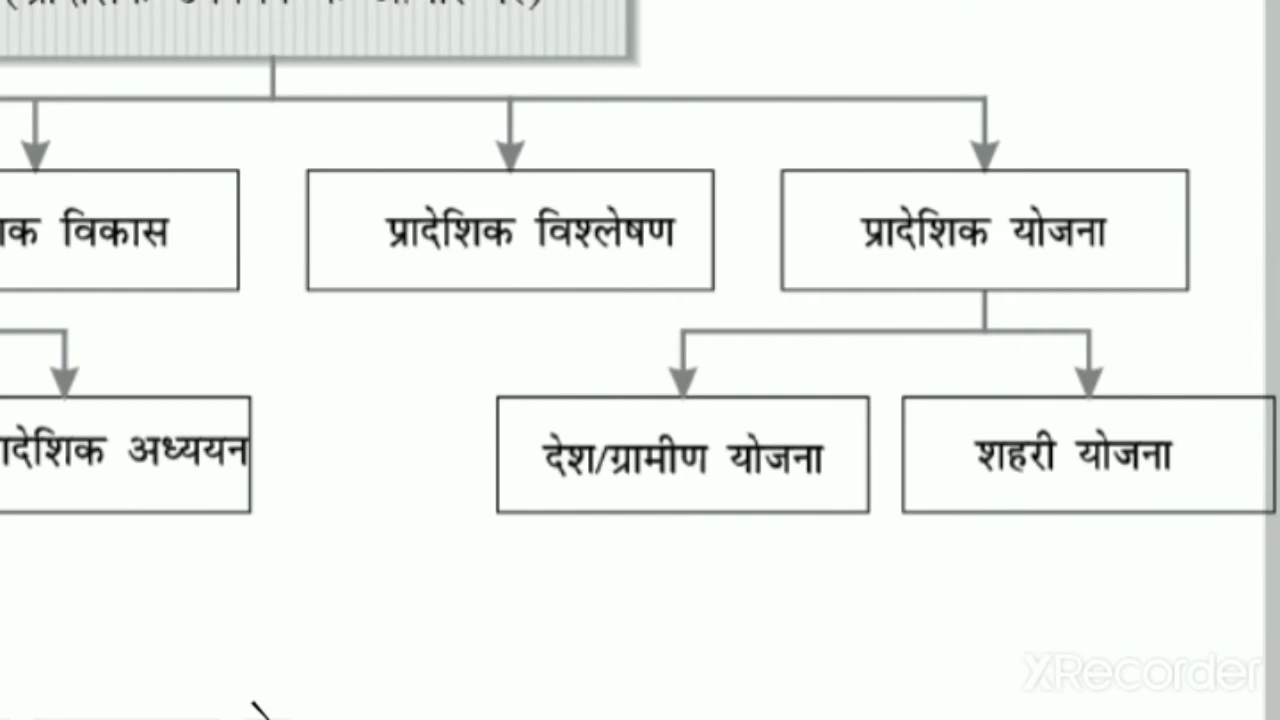 विकास
प्रादेशिक विश्लेषण
प्रादेशिक योजना
अध्ययन
देश/ग्रामीण योजना
शहरी योजना
XRecorder